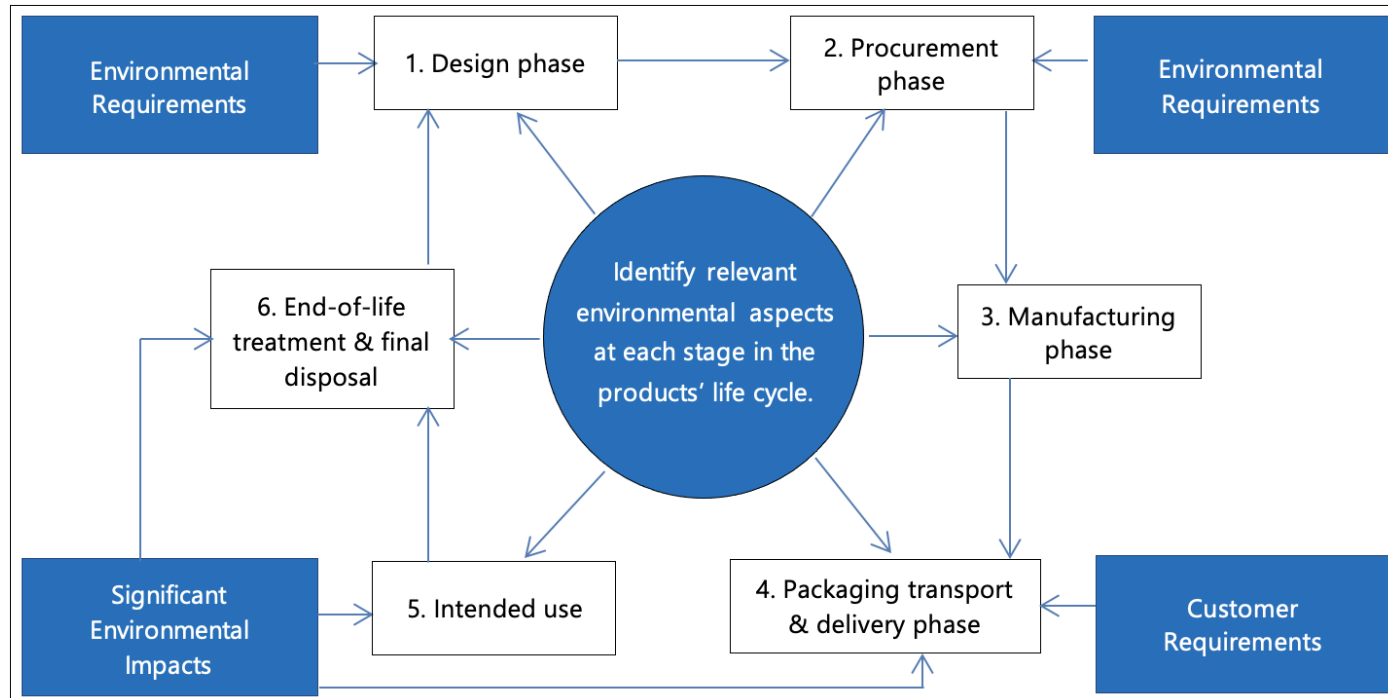 Environmental
Requirements
1. Design phase
2. Procurement
phase
Environmental
Requirements
Identify relevant
environmental aspects
at each stage in the
products’ life cycle.
6. End-of-life
treatment & final
disposal
3. Manufacturing
phase
Significant
Environmental
Impacts
5. Intended use
4. Packaging transport
& delivery phase
Customer
Requirements